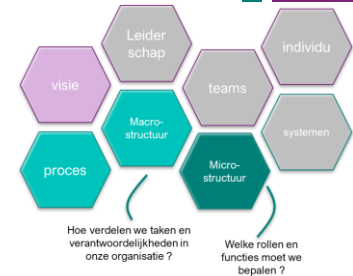 visie
Leider
schap
teams
individu
proces
Macro-
structuur
Micro-
structuur
systemen
Hoe verdelen we taken en
verantwoordelijkheden in
onze organisatie ?
Welke rollen en
functies moet we
bepalen ?